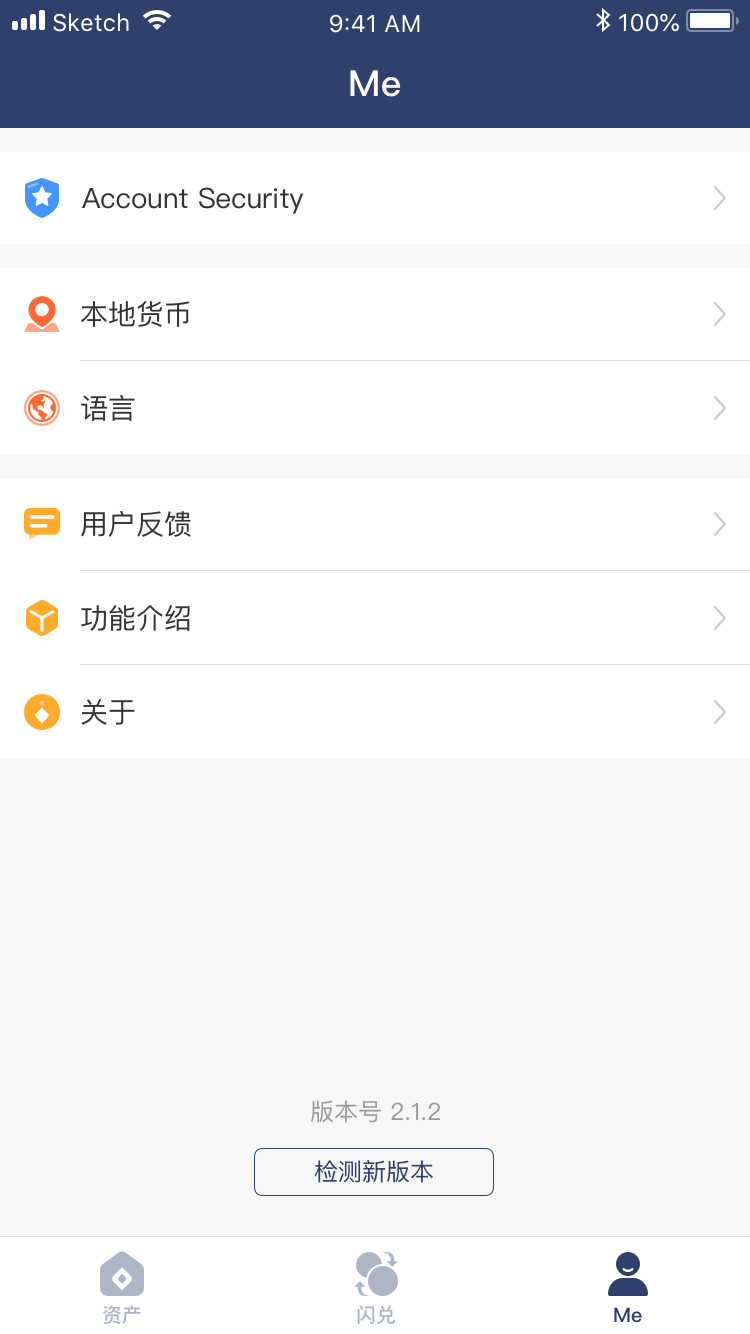 Sketch 9:41 AM 100%
Me
Account Security
本地货币
语言
用户反馈
功能介绍
关于
版本号 2.1.2
检测新版本
资产 闪兑 Me